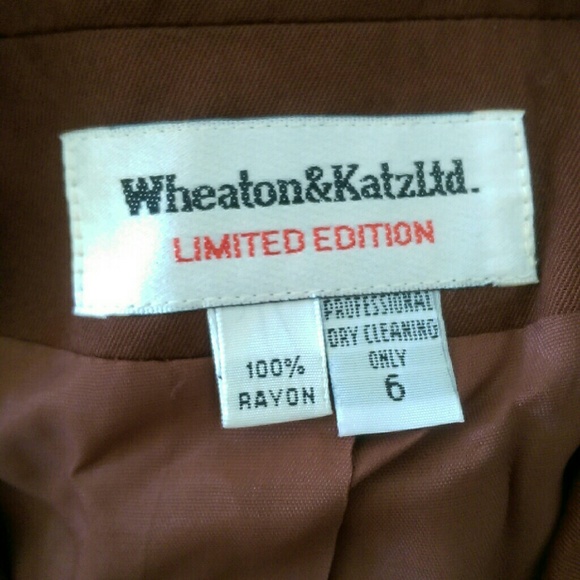 Wheaton&KatzLtd.
LIMITED EDITION
100%
RAYON
PROFESSIONAL
DRY CLEANING
ONLY
6